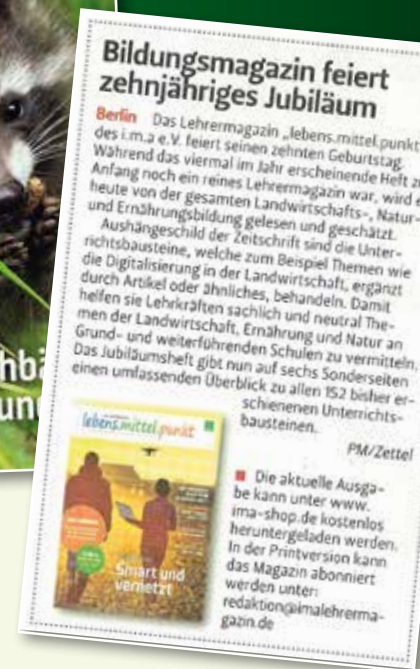 Bildungsmagazin feiert
zehnjähriges Jubiläum
Berlin Das Lehrermagazin „lebens.mittel.punkt
des i.m.a e.V. feiert seinen zehnten Geburtstag.
Während das viermal im Jahr erscheinende Heft zu
Anfang noch ein reines Lehrermagazin war, wird e
heute von der gesamten Landwirtschafts-, Natur-
und Ernährungsbildung gelesen und geschätzt.
Aushängeschild der Zeitschrift sind die Unter-
richtsbausteine, welche zum Beispiel Themen wie
die Digitalisierung in der Landwirtschaft, ergänzt
durch Artikel oder ähnliches, behandeln. Damit
helfen sie Lehrkräften sachlich und neutral The-
men der Landwirtschaft, Ernährung und Natur an
Grund- und weiterführenden Schulen zu vermitteln.
Das Jubiläumsheft gibt nun auf sechs Sonderseiten
einen umfassenden Überblick zu allen 152 bisher er-
schienenen Unterrichts-
bausteinen.
PM/Zettel
Die aktuelle Ausga-
be kann unter www.
ima-shop.de kostenlos
heruntergeladen werden.
In der Printversion kann
das Magazin abonniert
werden unter:
redaktion@imalehrerma-
gazin.de
lebens.mittel.punkt
Smart und
vernetzt
hb
un